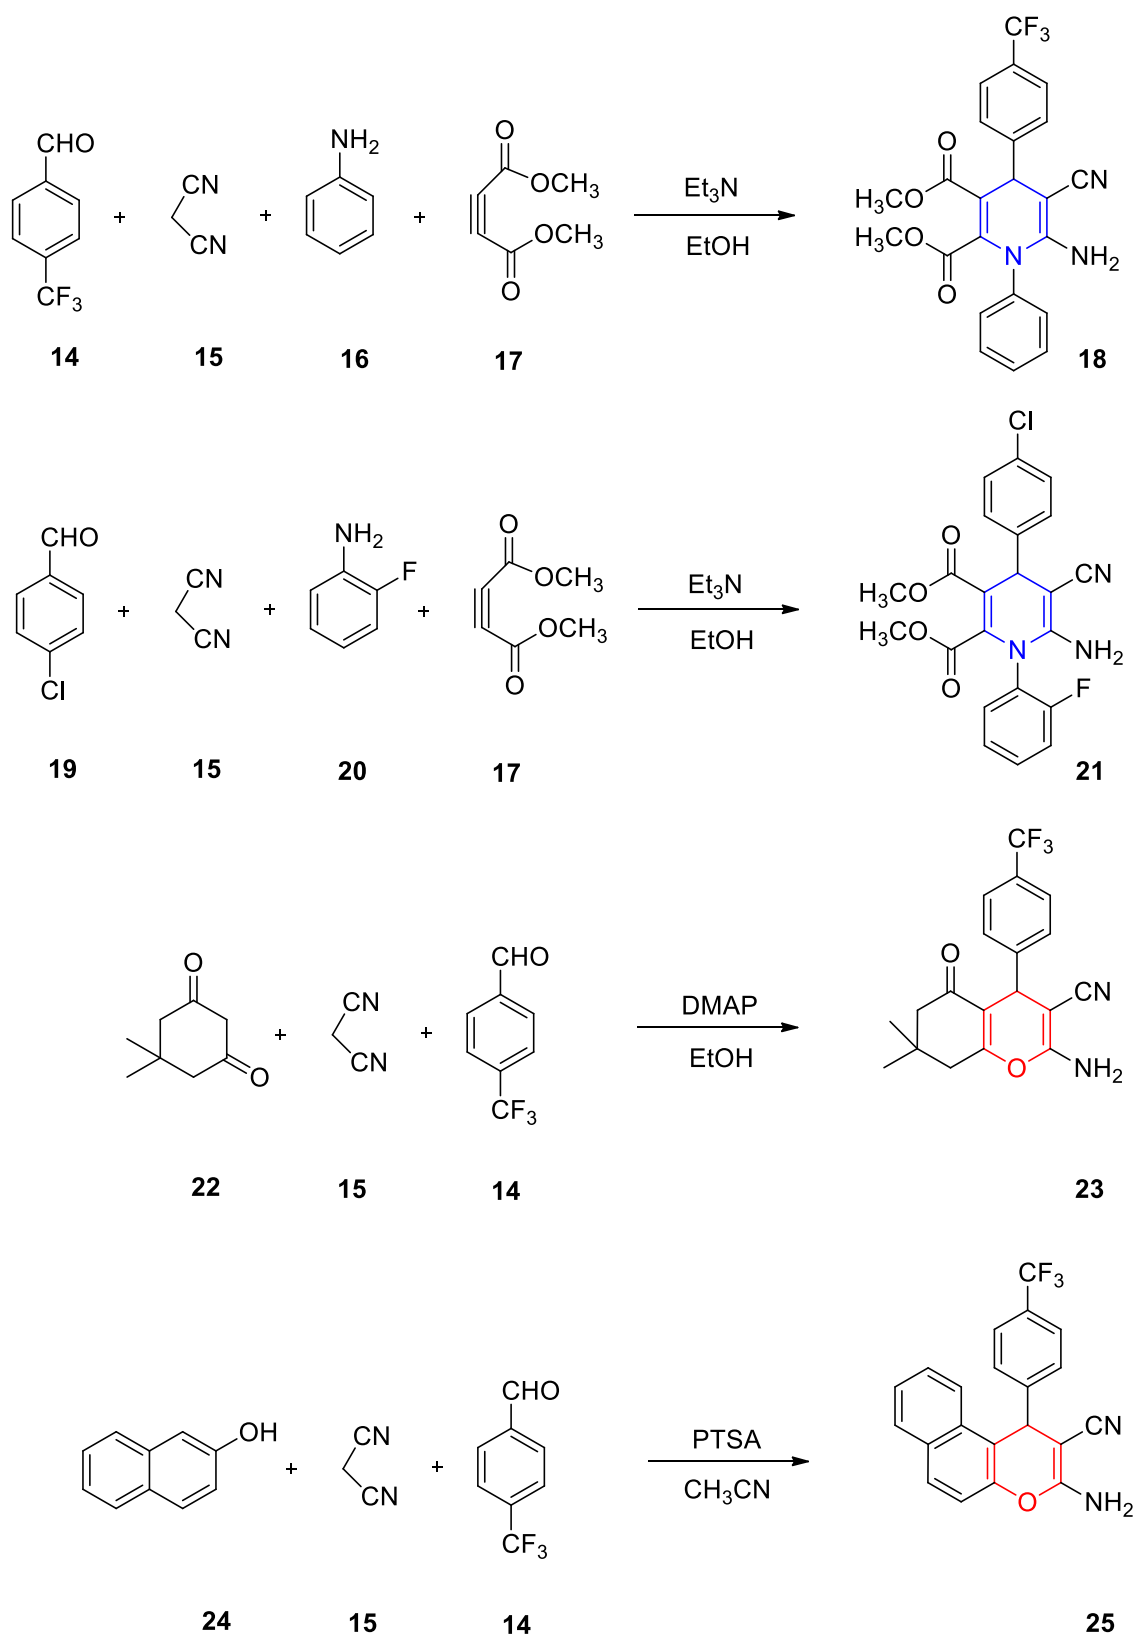 CF3
CHO
CF3
+
CN
CN
+
NH2
+
O
OCH3
OCH3
O
Et3N
EtOH
O
H3CO
H3CO
O
N
CN
NH2
14
15
16
17
18
Cl
CHO
Cl
+
CN
CN
+
NH2
F
+
O
OCH3
OCH3
O
Et3N
EtOH
O
H3CO
H3CO
O
N
CN
NH2
F
19
15
20
17
21
CF3
O
O
+
CN
CN
+
CHO
CF3
DMAP
EtOH
O
O
CN
NH2
22
15
14
23
CF3
OH
+
CN
CN
+
CHO
CF3
PTSA
CH3CN
O
CN
NH2
24
15
14
25